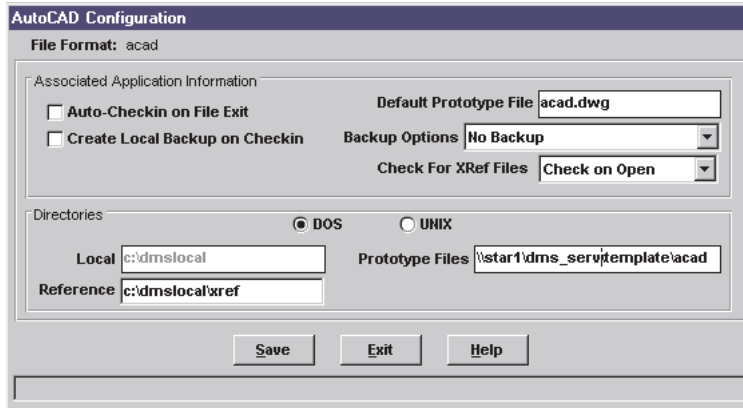 AutoCAD Configuration
File Format: acad
Associated Application Information
Auto-Checkin on File Exit
Default Prototype File acad.dwg
Create Local Backup on Checkin
Backup Options No Backup
Check For XRef Files Check on Open
Directories
DOS UNIX
Local c:\dmslocal
Prototype Files \\star1\dms_serv\template\acad
Reference c:\dmslocal\xref
Save Exit Help